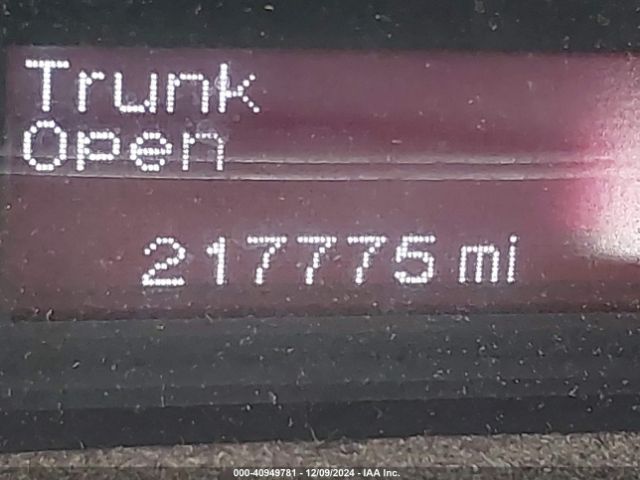 Trunk
Open
217775 mi
000-40949781 - 12/09/2024 - IAA Inc.